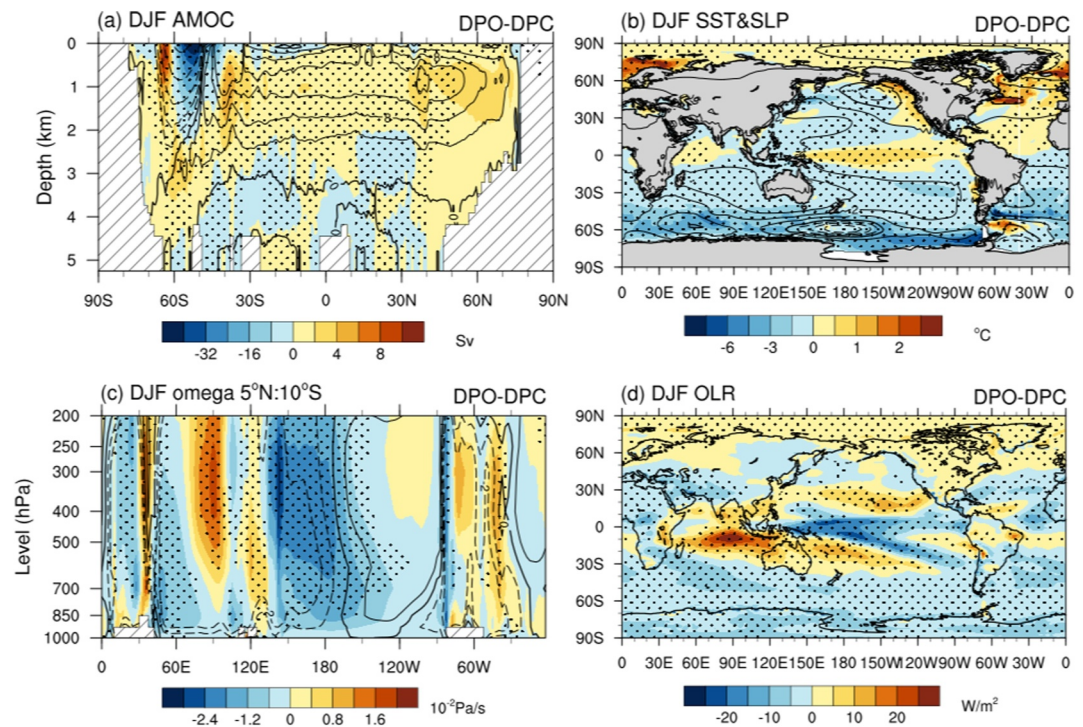 (a) DJF AMOC DPO-DPC
0
1
2
3
4
5
Depth (km)
90S 60S 30S 0 30N 60N 90N
-32 -16 0 4 8 Sv
(b) DJF SST&SLP DPO-DPC
90N
60N
30N
0
30S
60S
90S
0 30E 60E 90E 120E 150E 180 150W 120W 90W 60W 30W 0
-6 -3 0 1 2 °C
(c) DJF omega 5°N:10°S DPO-DPC
200
250
300
400
500
700
850
1000
Level (hPa)
0 60E 120E 180 120W 60W
-2.4 -1.2 0 0.8 1.6 10⁻²Pa/s
(d) DJF OLR DPO-DPC
90N
60N
30N
0
30S
60S
90S
0 30E 60E 90E 120E 150E 180 150W 120W 90W 60W 30W 0
-20 -10 0 10 20 W/m²